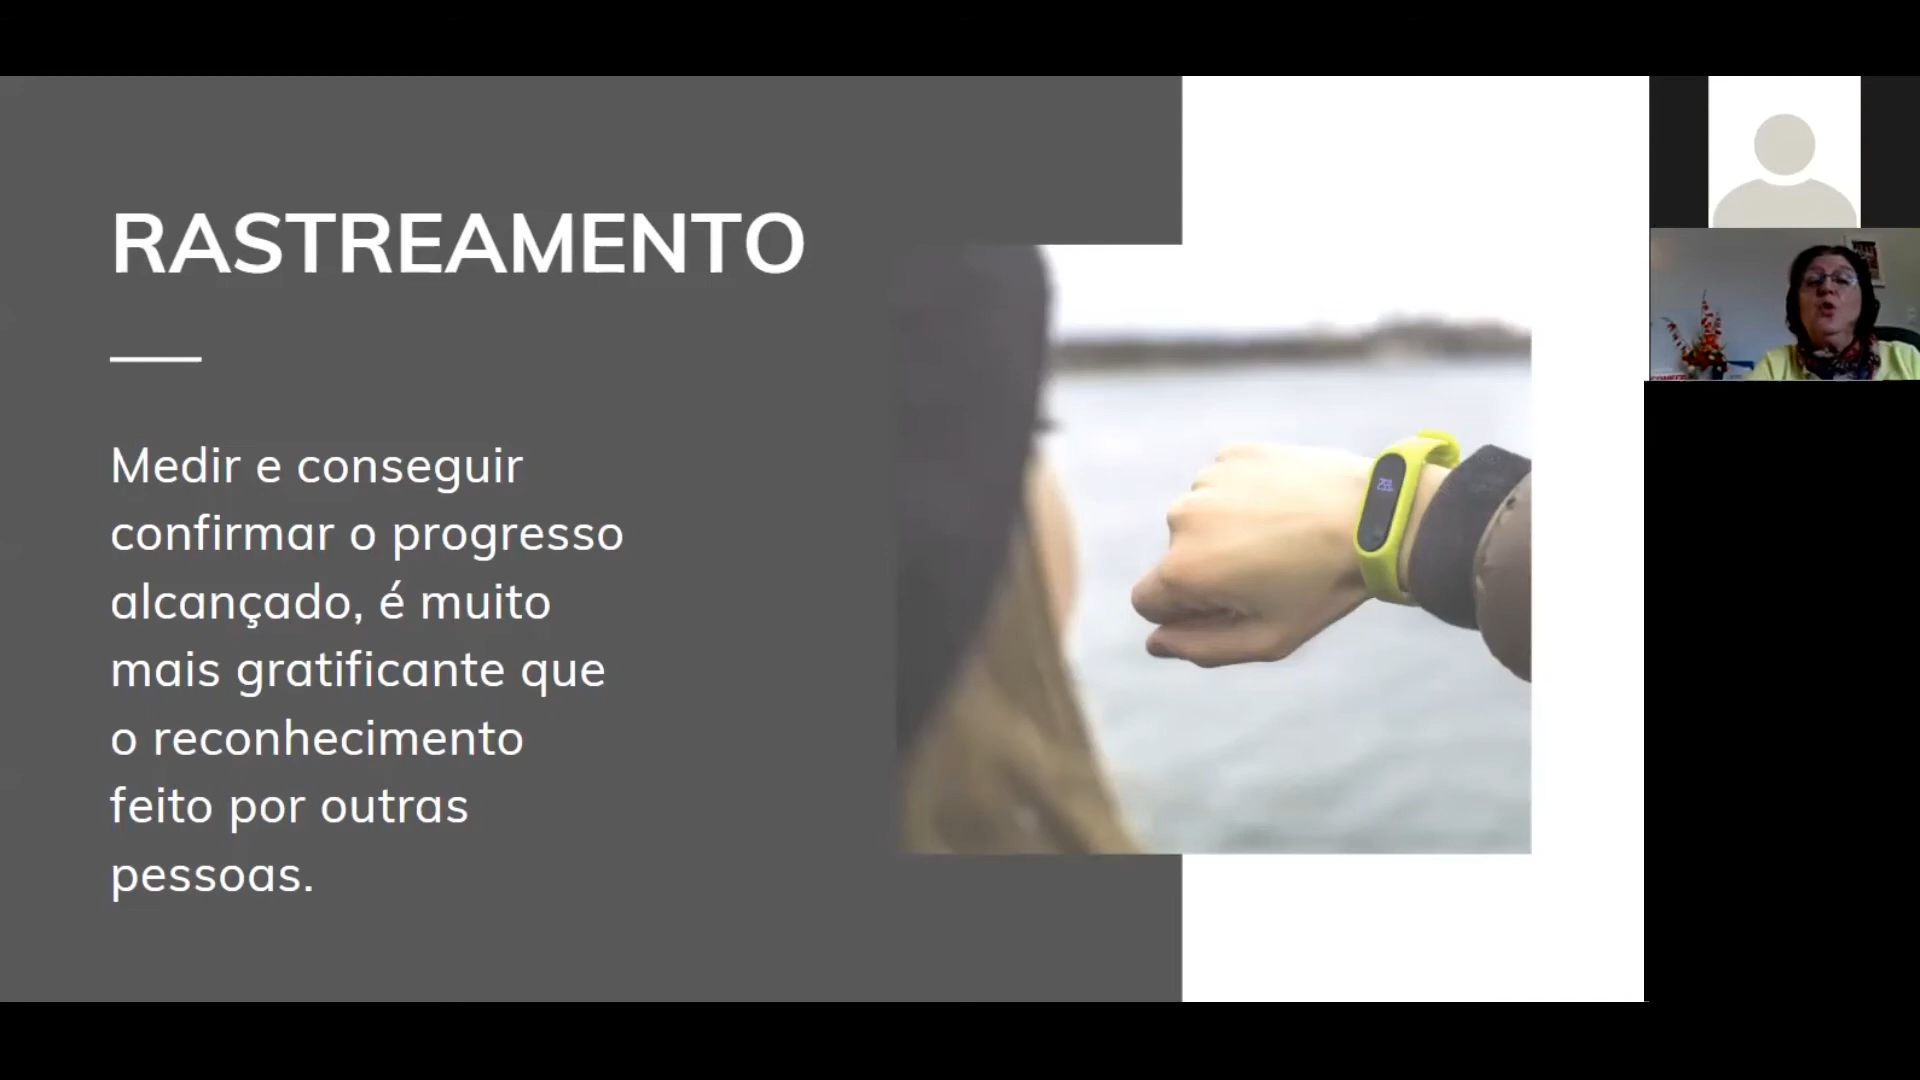 RASTREAMENTO
Medir e conseguir
confirmar o progresso
alcançado, é muito
mais gratificante que
o reconhecimento
feito por outras
pessoas.